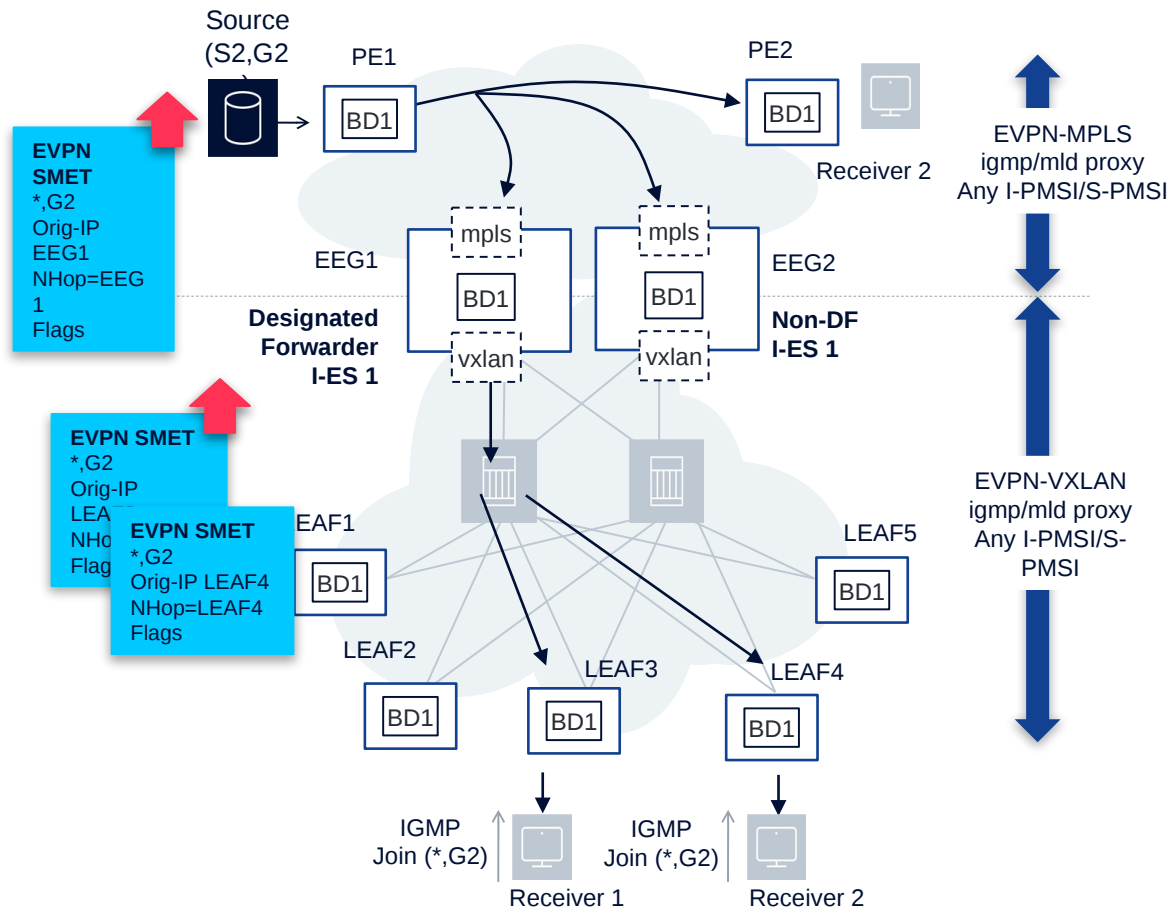 Source
(S2,G2
)
PE1
BD1
PE2
BD1
Receiver 2
EVPN-MPLS
igmp/mld proxy
Any I-PMSI/S-PMSI
EVPN
SMET
*,G2
Orig-IP
EEG1
NHop=EEG
1
Flags
EEG1
mpls
BD1
vxlan
mpls
BD1
vxlan
EEG2
Designated
Forwarder
I-ES 1
Non-DF
I-ES 1
EVPN SMET
*,G2
Orig-IP
LEA
NHo
Flag
EVPN SMET
*,G2
Orig-IP LEAF4
NHop=LEAF4
Flags
EAF1
BD1
LEAF5
BD1
EVPN-VXLAN
igmp/mld proxy
Any I-PMSI/S-
PMSI
LEAF2
BD1
LEAF3
BD1
LEAF4
BD1
IGMP
Join (*,G2)
Receiver 1
IGMP
Join (*,G2)
Receiver 2